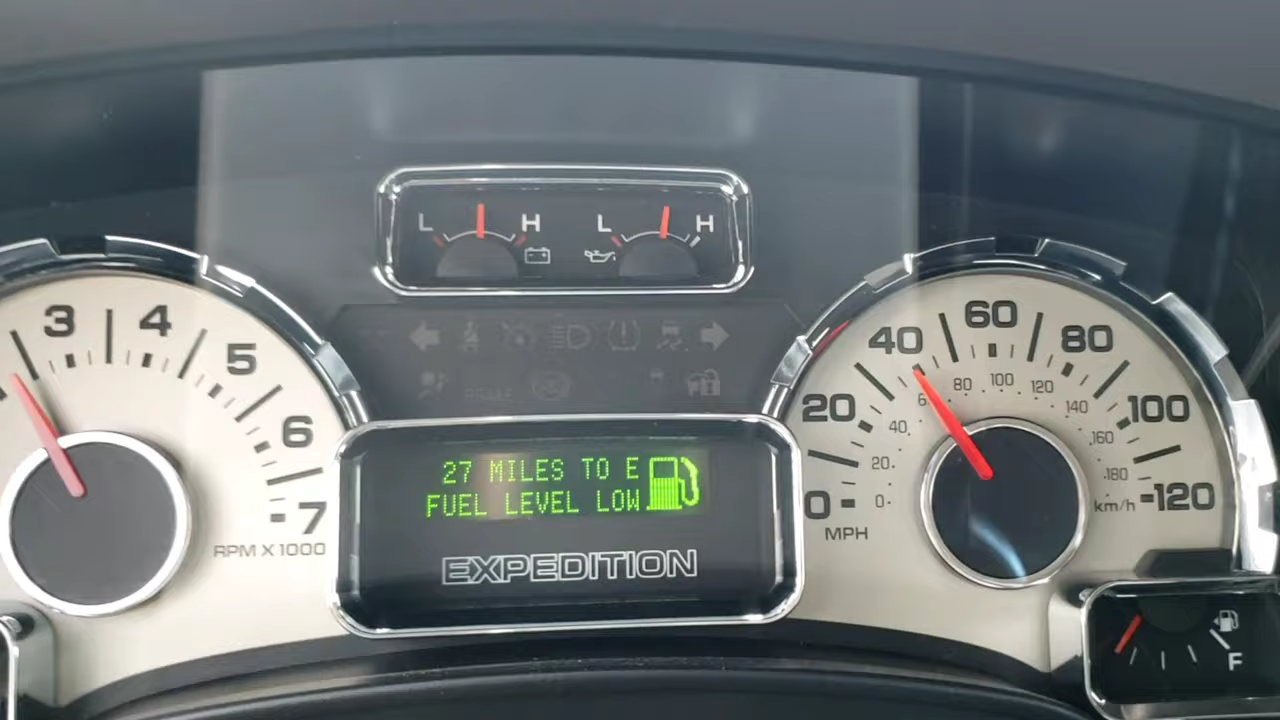 L H
L H
3 4 5 6 7
RPM X 1000
27 MILES TO E
FUEL LEVEL LOW
EXPEDITION
0 20 40 60 80 100 120
MPH
0 20 40 80 100 120 140 160 180
km/h
F